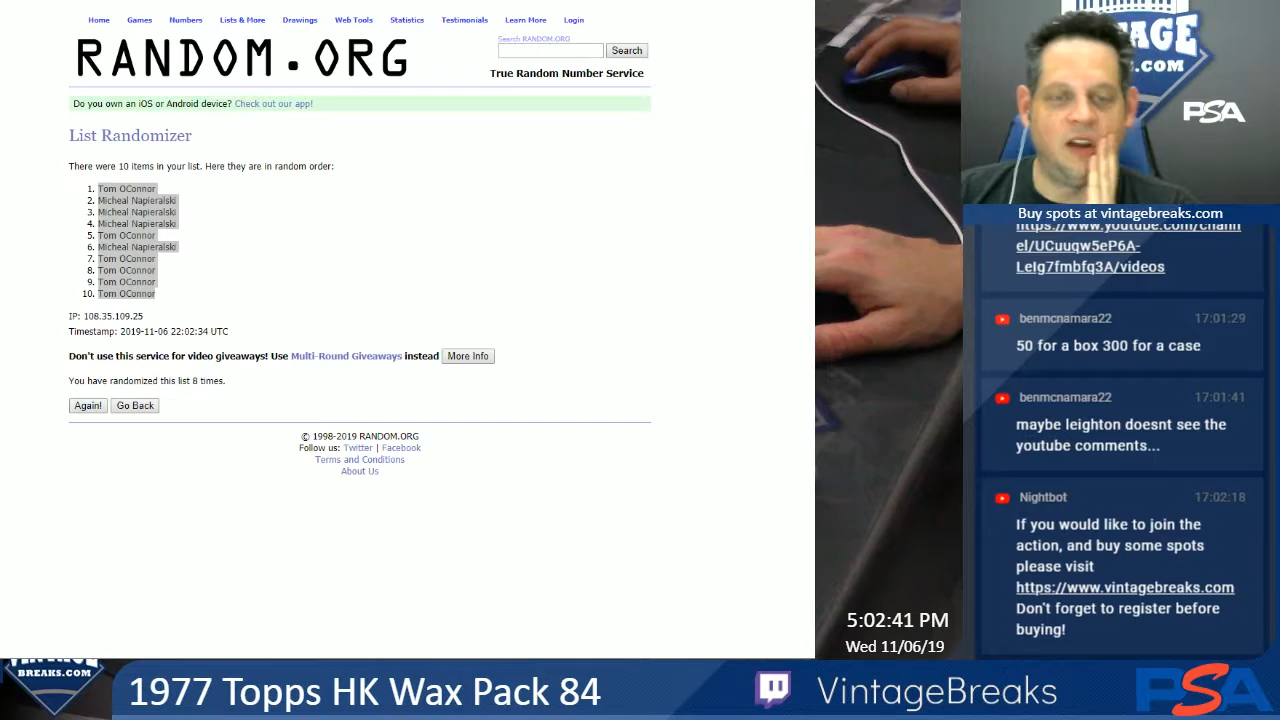 Home Games Numbers Lists & More Drawings Web Tools Statistics Testimonials Learn More Login
RANDOM.ORG
Search RANDOM.ORG
Search
True Random Number Service
Do you own an iOS or Android device? Check out our app!
List Randomizer
There were 10 items in your list. Here they are in random order:
1. Tom OConnor
2. Micheal Napieralski
3. Micheal Napieralski
4. Micheal Napieralski
5. Tom OConnor
6. Micheal Napieralski
7. Tom OConnor
8. Tom OConnor
9. Tom OConnor
10. Tom OConnor
IP: 108.35.109.25
Timestamp: 2019-11-06 22:02:34 UTC
Don't use this service for video giveaways! Use Multi-Round Giveaways instead More Info
You have randomized this list 8 times.
Again! Go Back
© 1998-2019 RANDOM.ORG
Follow us: Twitter | Facebook
Terms and Conditions
About Us
VINTAGE
.COM
PSA
Buy spots at vintagebreaks.com
https://www.youtube.com/chann
el/UCuuqw5eP6A-
LeIg7fmbfq3A/videos
benmcnamara22 17:01:29
50 for a box 300 for a case
benmcnamara22 17:01:41
maybe leighton doesnt see the
youtube comments...
Nightbot 17:02:18
If you would like to join the
action, and buy some spots
please visit
https://www.vintagebreaks.com
Don't forget to register before
buying!
5:02:41 PM
Wed 11/06/19
VINTAGE
BREAKS.COM
1977 Topps HK Wax Pack 84
VintageBreaks
PSA